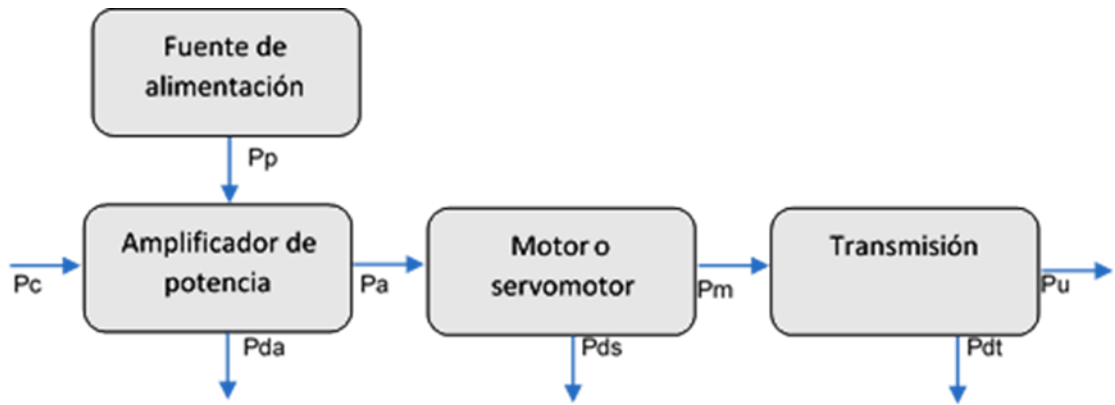 Fuente de
alimentación
Pp
Amplificador de
potencia
Motor o
servomotor
Transmisión
Pc
Pa
Pm
Pu
Pda
Pds
Pdt